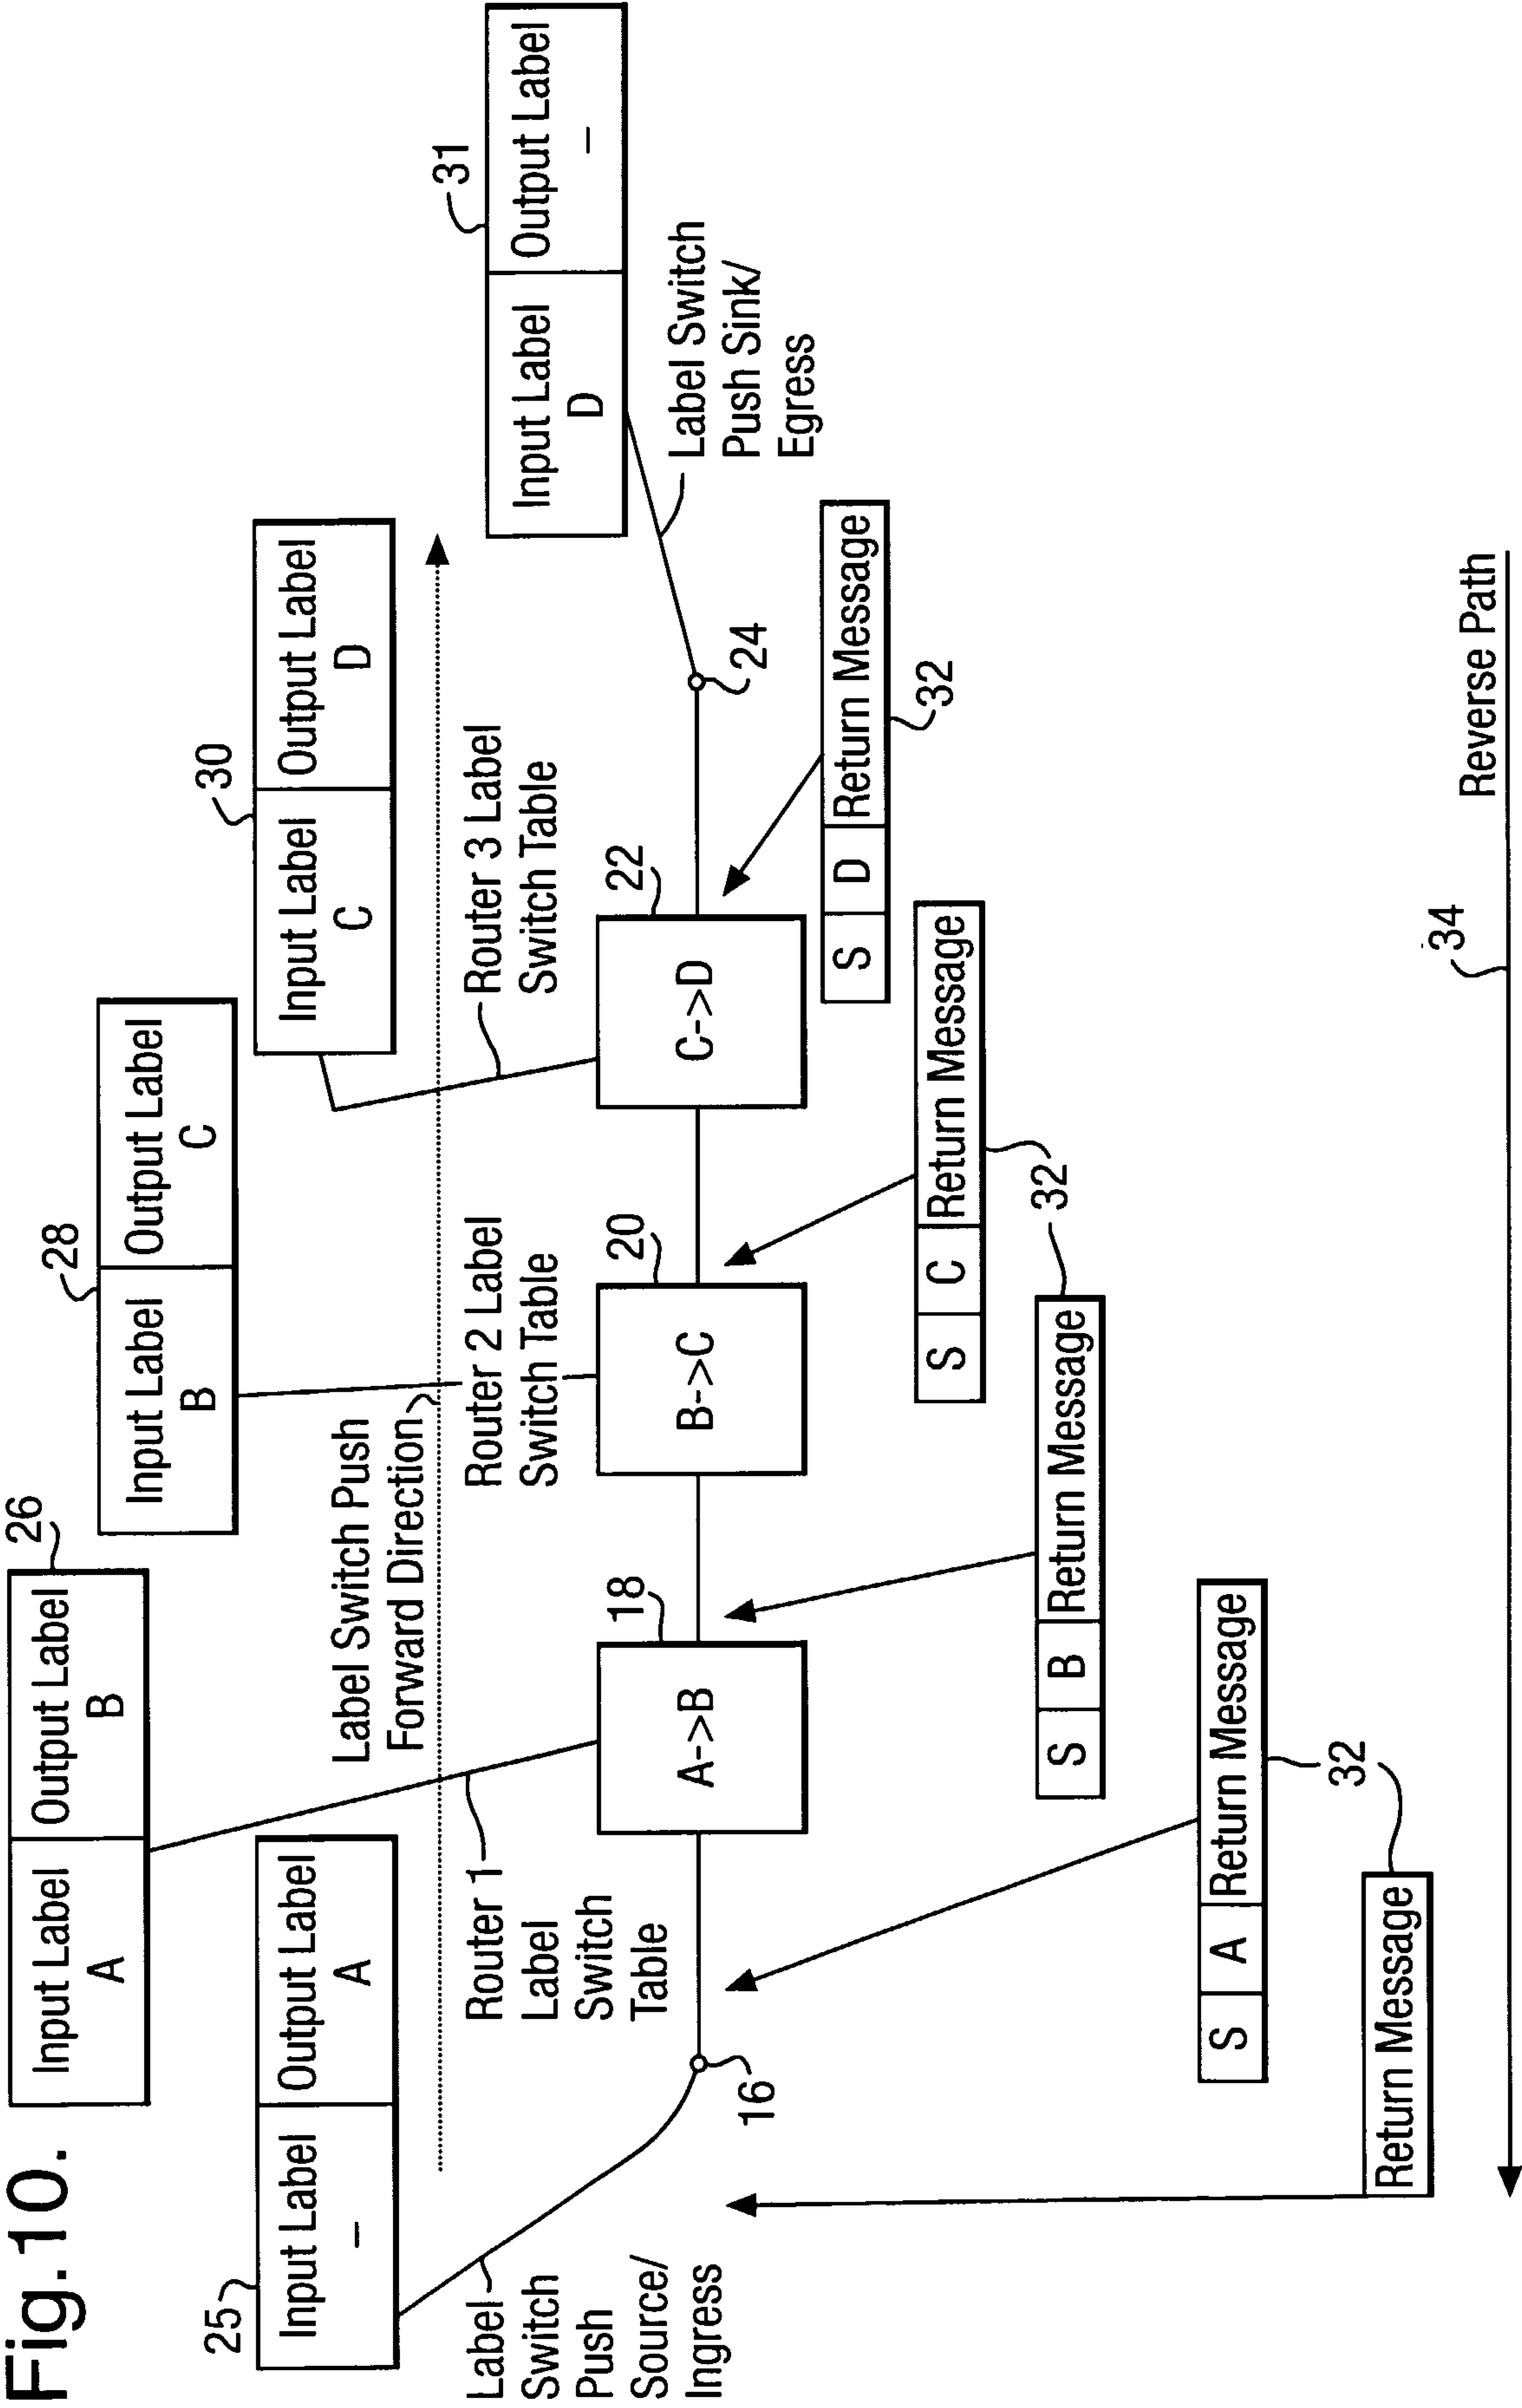 Fig.10.
26
Input Label
A
Output Label
B
28
Input Label
B
Output Label
C
30
Input Label
C
Output Label
D
31
Input Label
D
Output Label
–
25
Input Label
–
Output Label
A
Label Switch Push
Forward Direction
Label
Switch
Push
Source/
Ingress
Router 1
Label
Switch
Table
Router 2 Label
Switch Table
Router 3 Label
Switch Table
Label Switch
Push Sink/
Egress
16
18
A->B
20
B->C
22
C->D
24
S D Return Message
32
S C Return Message
32
S B Return Message
32
S A Return Message
32
Return Message
34
Reverse Path